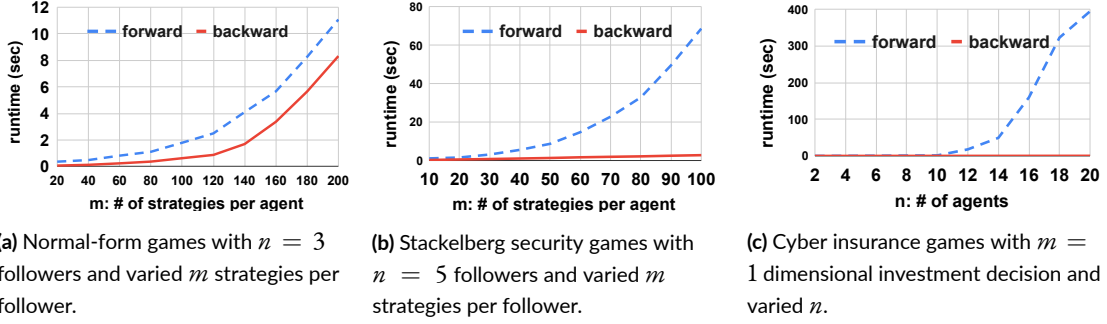 12
10
8
6
4
2
0
runtime (sec)
forward backward
20 40 60 80 100 120 140 160 180 200
m: # of strategies per agent
80
60
40
20
0
runtime (sec)
forward backward
10 20 30 40 50 60 70 80 90 100
m: # of strategies per agent
400
300
200
100
0
runtime (sec)
forward backward
2 4 6 8 10 12 14 16 18 20
n: # of agents
(a) Normal-form games with n = 3
followers and varied m strategies per
follower.
(b) Stackelberg security games with
n = 5 followers and varied m
strategies per follower.
(c) Cyber insurance games with m =
1 dimensional investment decision and
varied n.